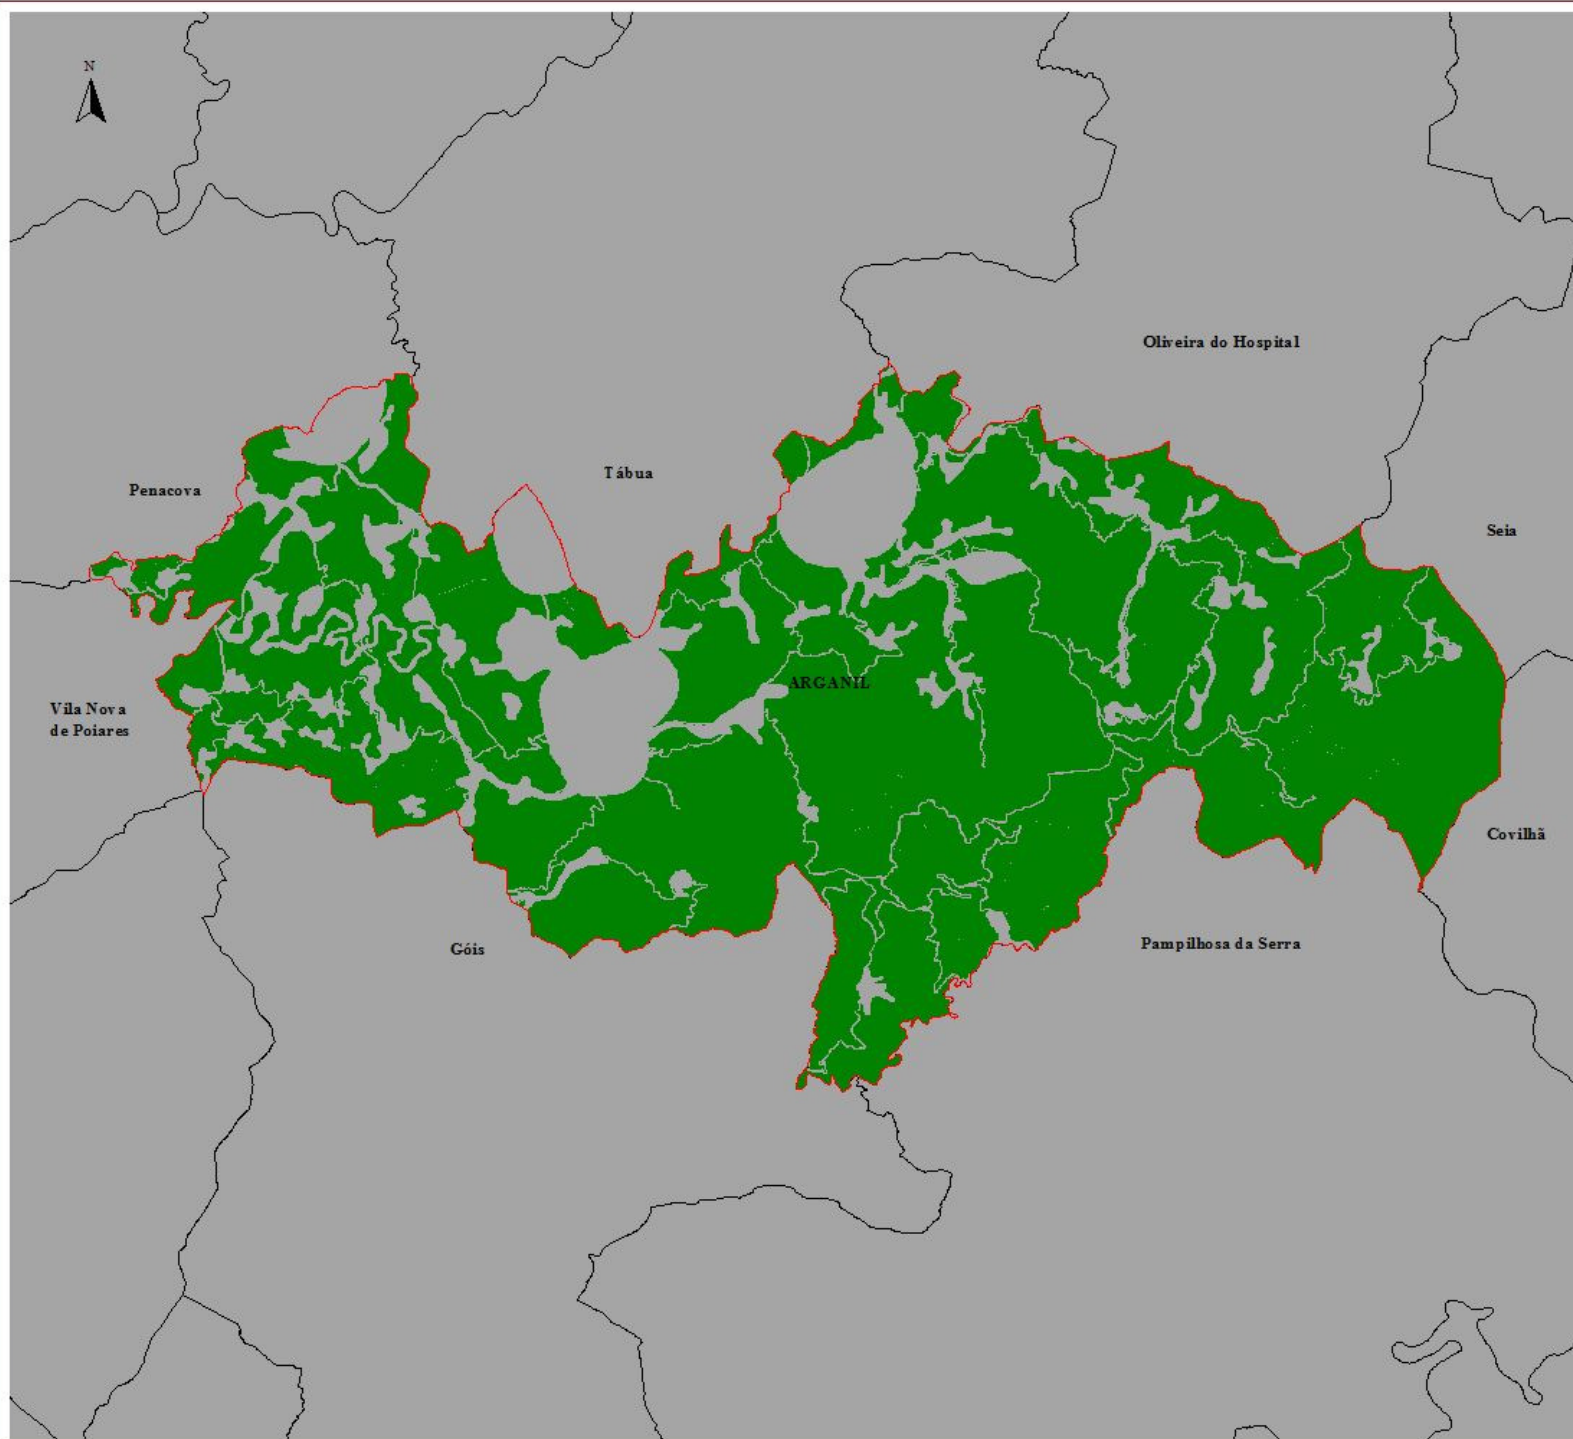 N
Oliveira do Hospital
Tábua
Penacova
Seia
ARGANIL
Vila Nova
de Poiares
Covilhã
Góis
Pampilhosa da Serra